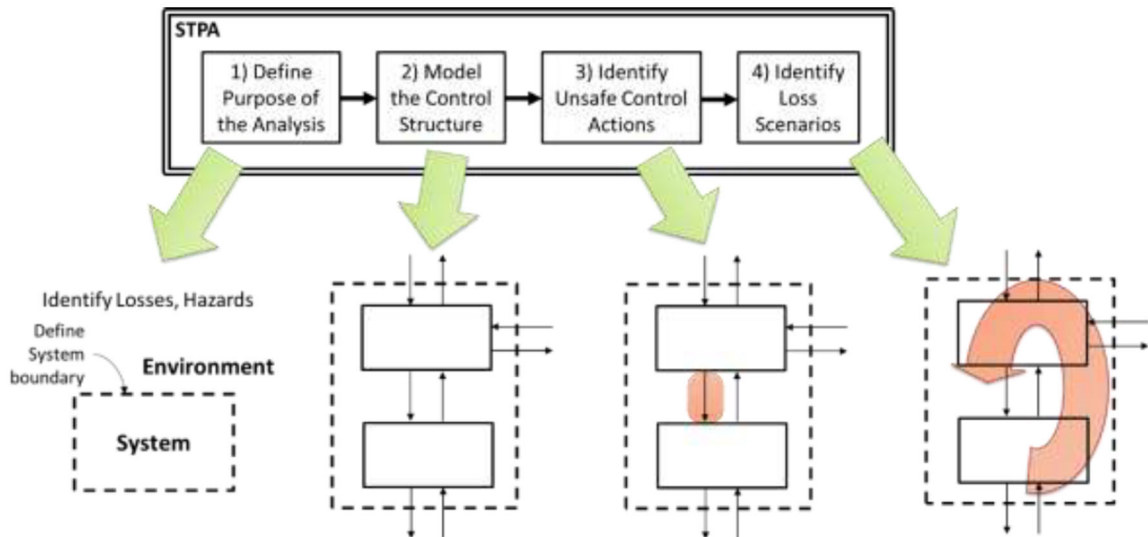 STPA
1) Define
Purpose of
the Analysis
2) Model
the Control
Structure
3) Identify
Unsafe Control
Actions
4) Identify
Loss
Scenarios
Identify Losses, Hazards
Define
System
boundary
Environment
System